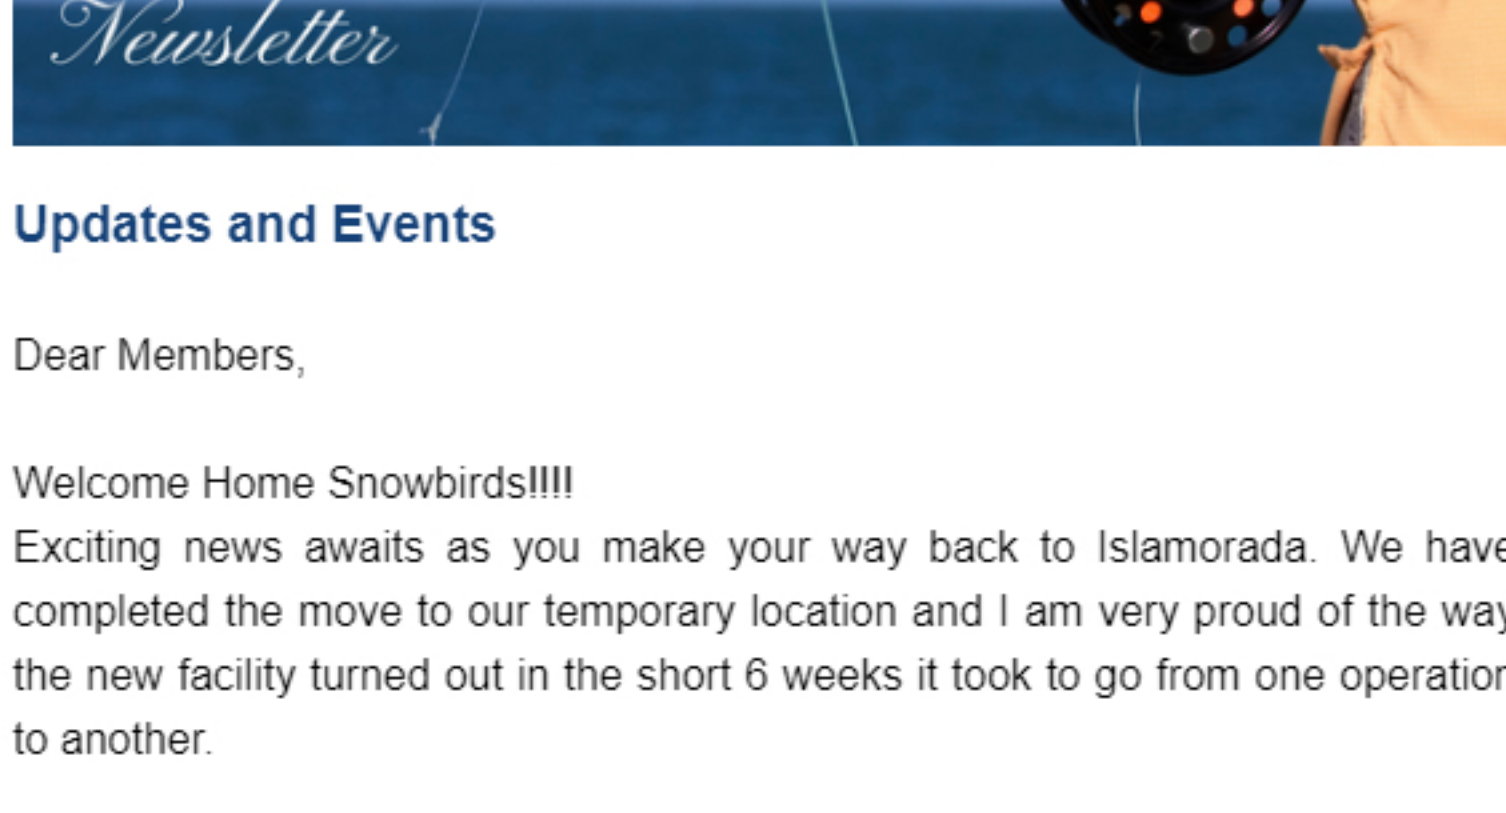 Newsletter
Updates and Events
Dear Members,
Welcome Home Snowbirds!!!!
Exciting news awaits as you make your way back to Islamorada. We have
completed the move to our temporary location and I am very proud of the way
the new facility turned out in the short 6 weeks it took to go from one operation
to another.